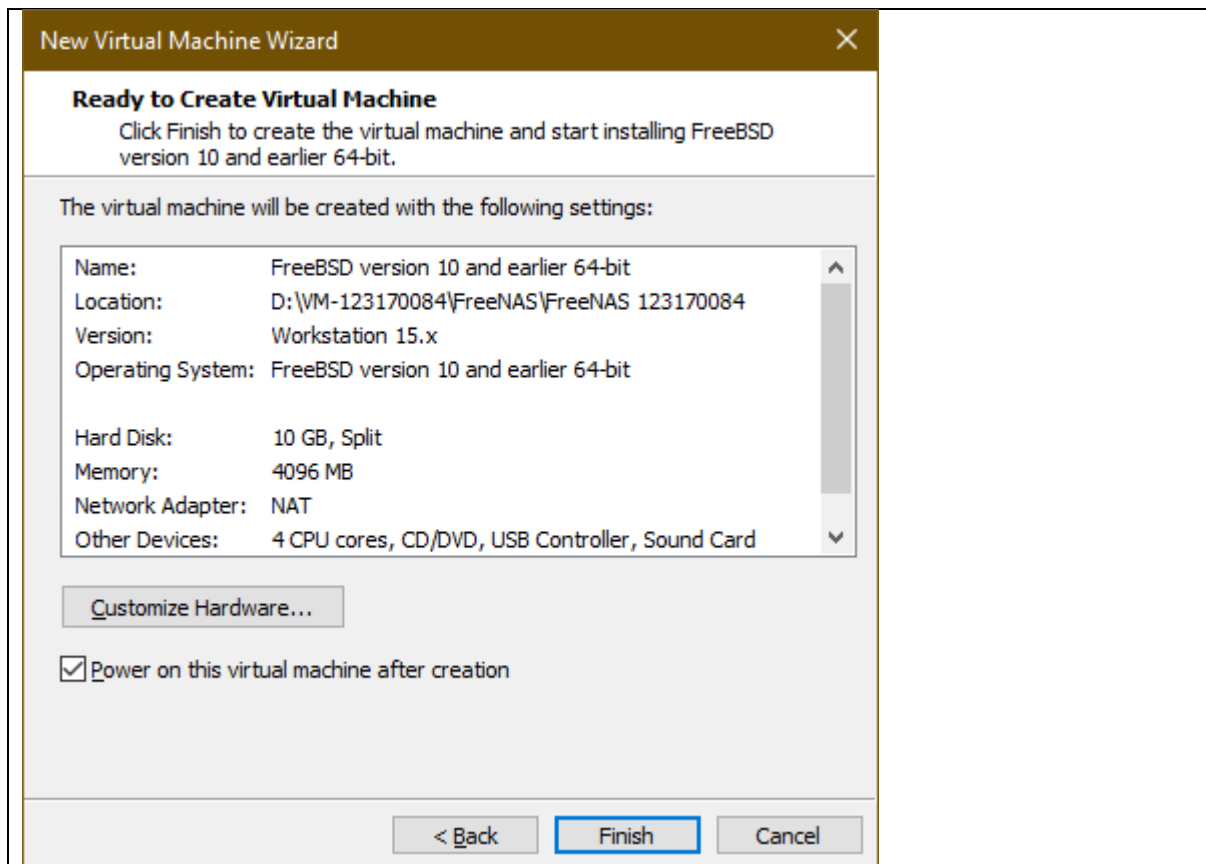 New Virtual Machine Wizard
Ready to Create Virtual Machine
Click Finish to create the virtual machine and start installing FreeBSD
version 10 and earlier 64-bit.
The virtual machine will be created with the following settings:
Name: FreeBSD version 10 and earlier 64-bit
Location: D:\VM-123170084\FreeNAS\FreeNAS 123170084
Version: Workstation 15.x
Operating System: FreeBSD version 10 and earlier 64-bit
Hard Disk: 10 GB, Split
Memory: 4096 MB
Network Adapter: NAT
Other Devices: 4 CPU cores, CD/DVD, USB Controller, Sound Card
Customize Hardware...
Power on this virtual machine after creation
< Back Finish Cancel